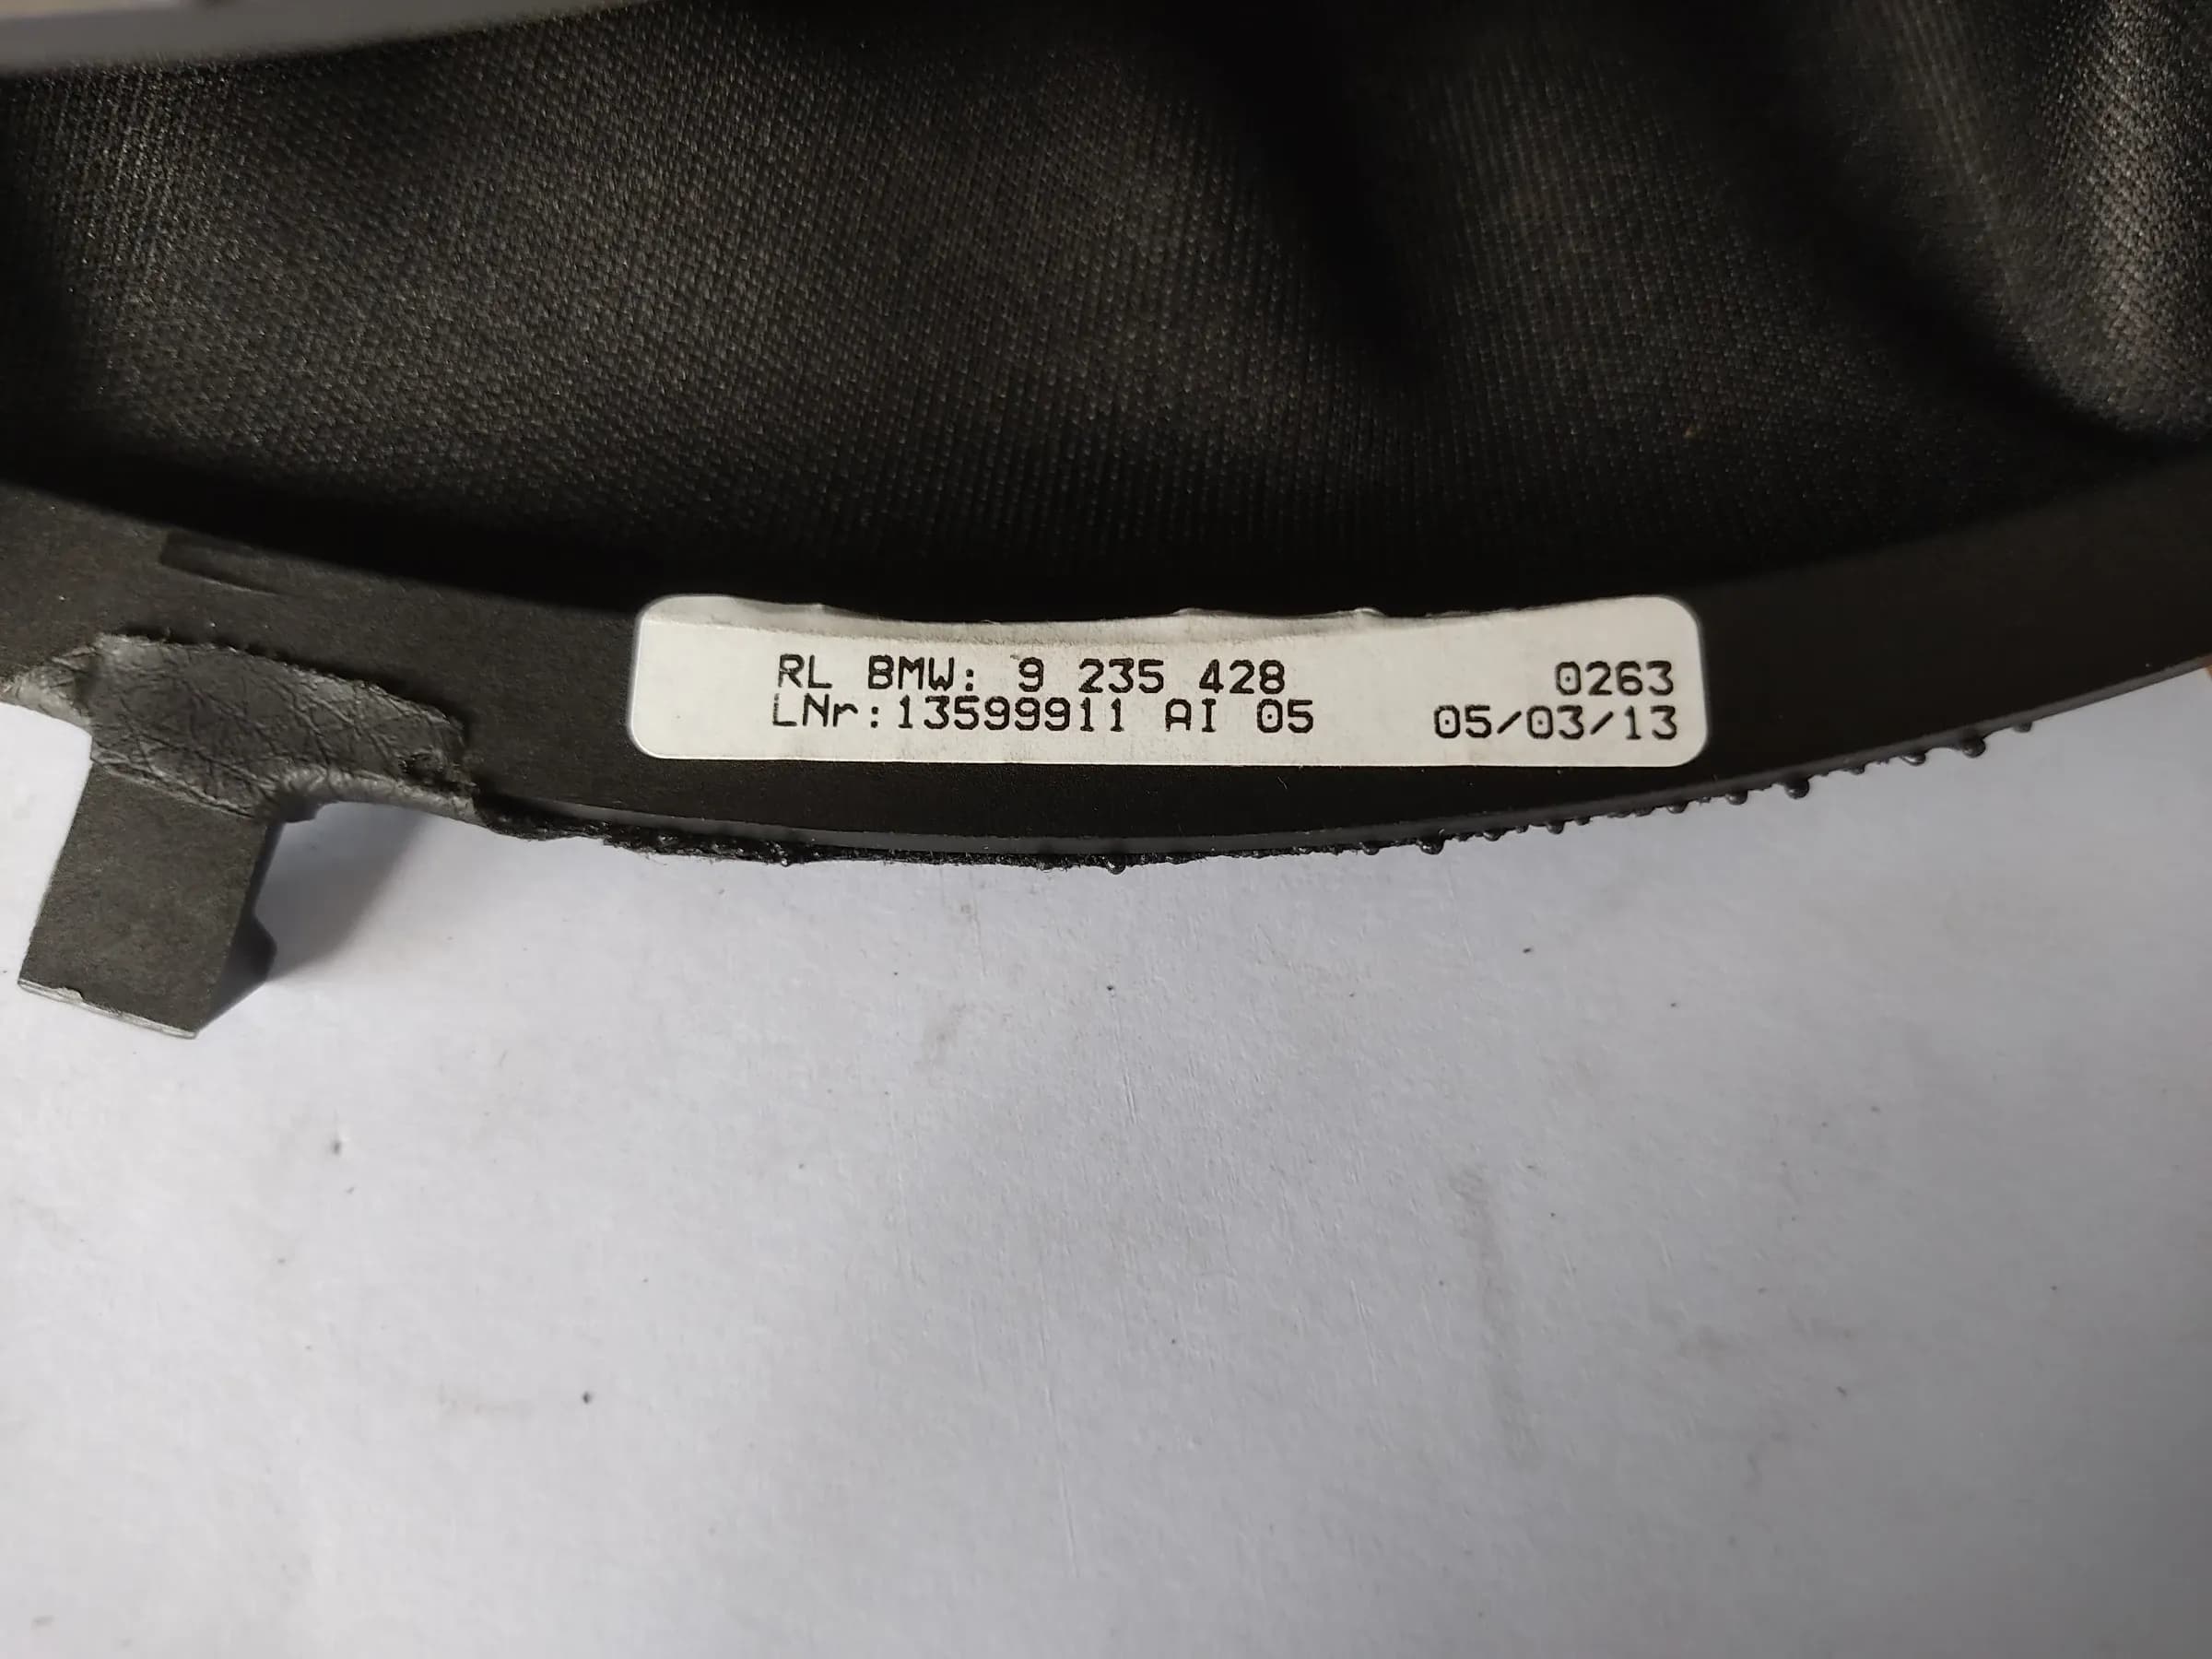 RL BMW: 9 235 428 0263
LNr:13599911 AI 05 05/03/13